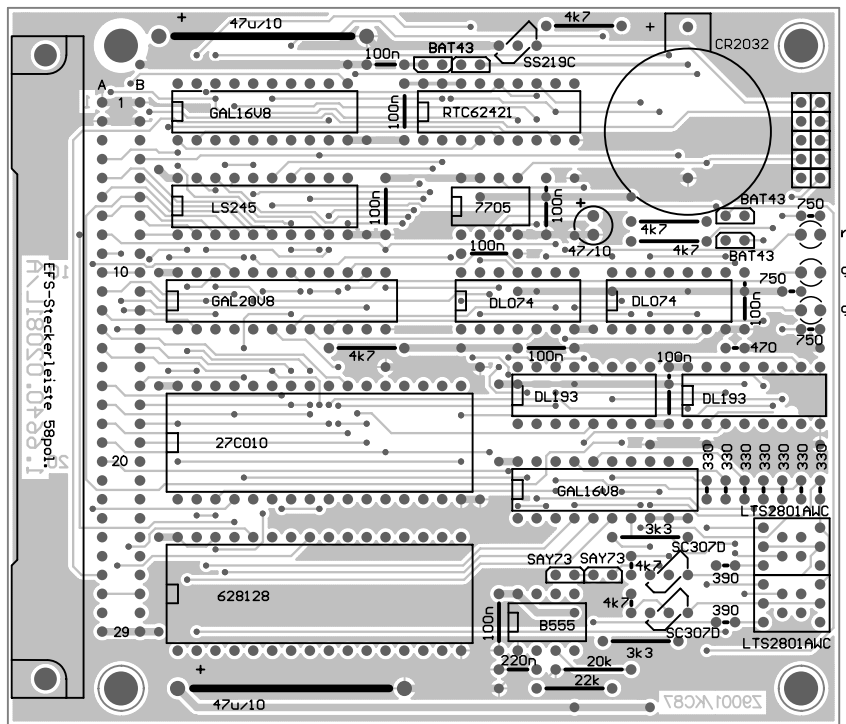 +
47u/10
4k7
+
CR2032
BAT43
100n
SS219C
A
B
1
GAL16V8
100n
RTC62421
LS245
100n
7705
100n
+
47/10
4k7
4k7
BAT43
BAT43
750
100n
10
GAL20V8
DL074
DL074
750
100n
750
4k7
100n
470
100n
DL193
DL193
EFS-Steckerleiste 58pol.
27C010
20
GAL16V8
330
330
330
330
330
330
330
LTS2801AWC
3k3
SC307D
SAY73
SAY73
4k7
390
628128
4k7
390
29
100n
B555
SC307D
3k3
LTS2801AWC
220n
20k
22k
+
47u/10
Z9001/KC87